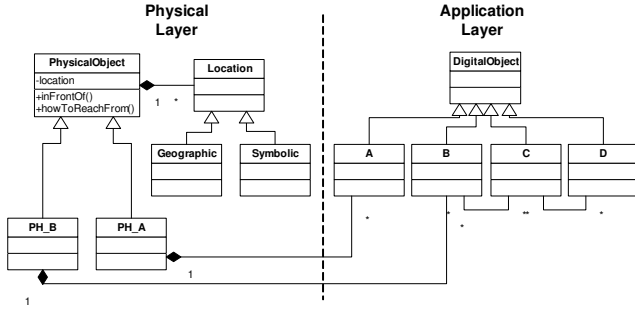 Physical
Layer
Application
Layer
PhysicalObject
-location
+inFrontOf()
+howToReachFrom()
1
*
Location
DigitalObject
Geographic
Symbolic
A
B
C
D
PH_B
PH_A
*
*
*
**
*
1
1